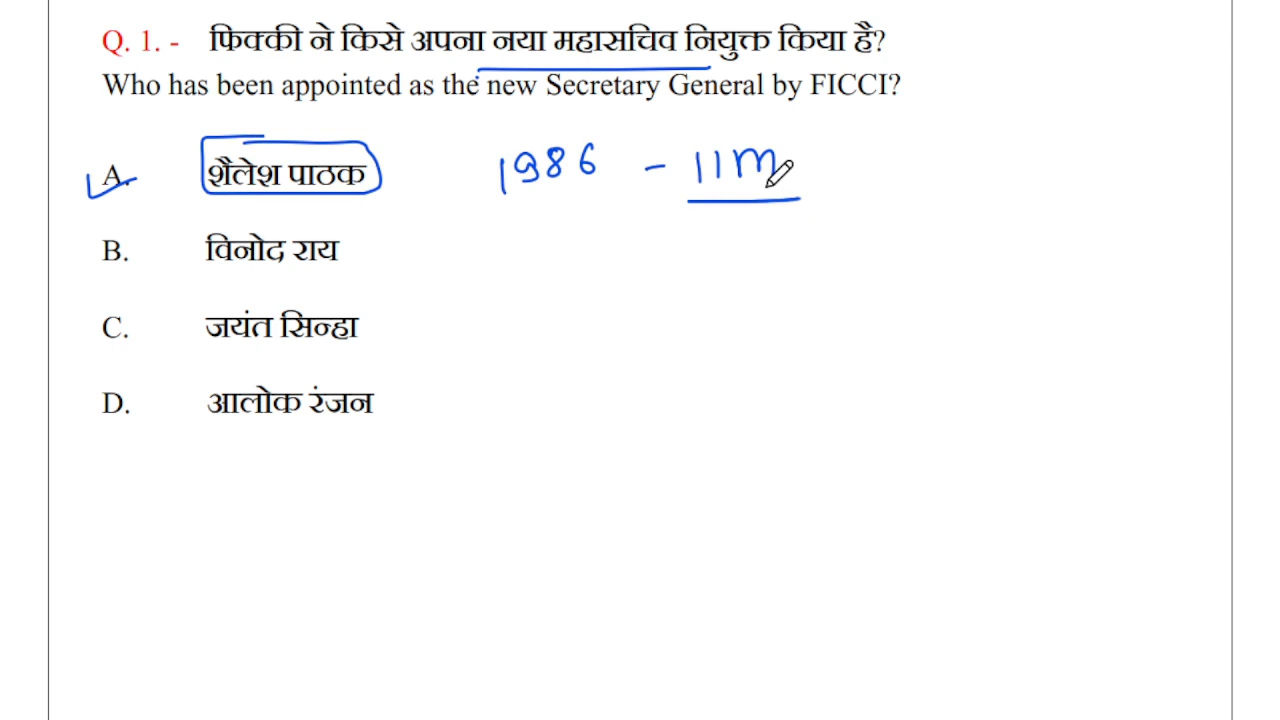 Q. 1. - फिक्की ने किसे अपना नया महासचिव नियुक्त किया है?
Who has been appointed as the new Secretary General by FICCI?
A. शैलेश पाठक 1986 - 11M
B. विनोद राय
C. जयंत सिन्हा
D. आलोक रंजन